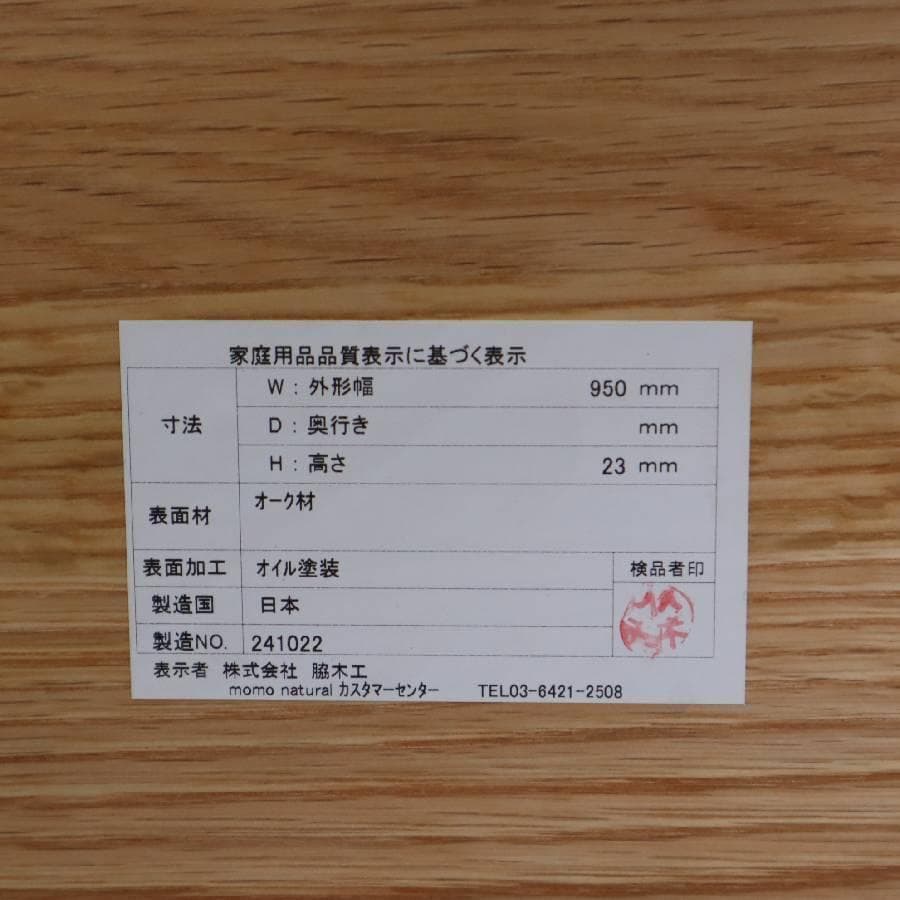 家庭用品品質表示に基づく表示
寸法
W：外形幅 950 mm
D：奥行き mm
H：高さ 23 mm
表面材 オーク材
表面加工 オイル塗装 検品者印
製造国 日本
製造NO. 241022
表示者 株式会社 脇木工
momo natural カスタマーセンター TEL03-6421-2508